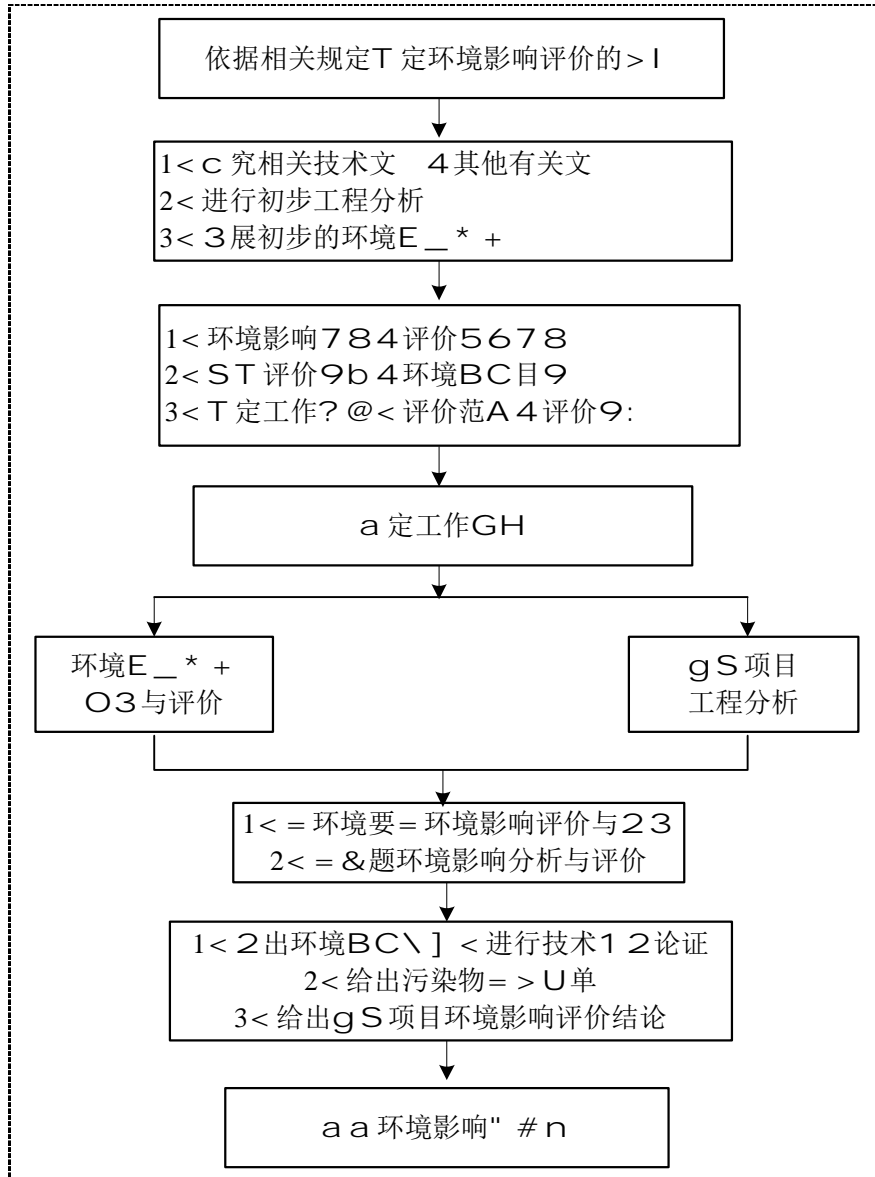 依据相关规定T 定环境影响评价的>I
1<c 究相关技术文 4其他有关文
2<进行初步工程分析
3<3展初步的环境E_*+
1<环境影响784评价5678
2<ST评价9b4环境BC目9
3<T定工作?@<评价范A4评价9:
a定工作GH
环境E_*+
O3与评价
gS项目
工程分析
1<=环境要=环境影响评价与23
2<=&题环境影响分析与评价
1<2出环境BC\]<进行技术12论证
2<给出污染物=>U单
3<给出gS项目环境影响评价结论
aa环境影响"#n